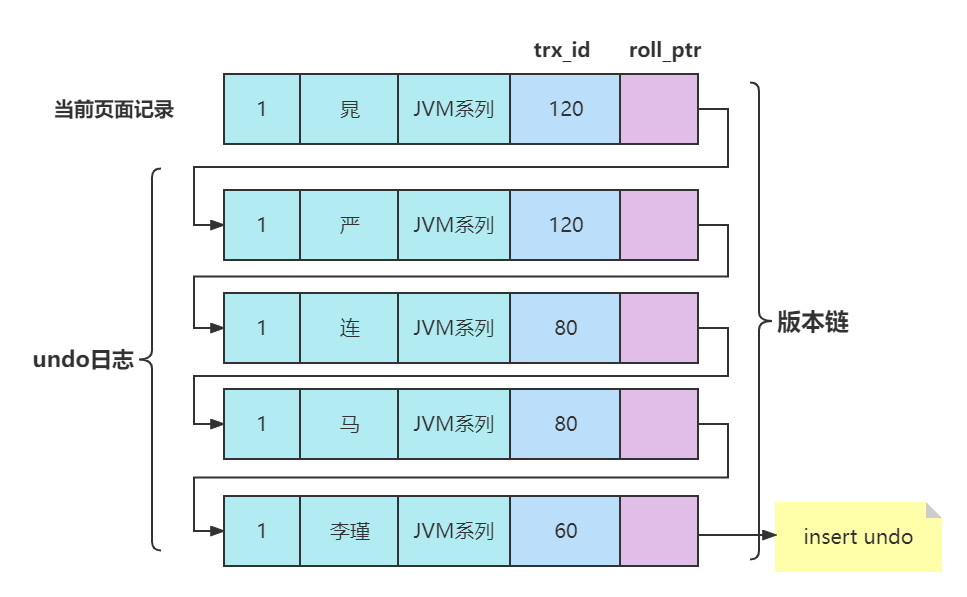 trx_id roll_ptr
当前页面记录 1 晁 JVM系列 120
1 严 JVM系列 120
1 连 JVM系列 80
版本链
undo日志
1 马 JVM系列 80
1 李瑾 JVM系列 60
insert undo